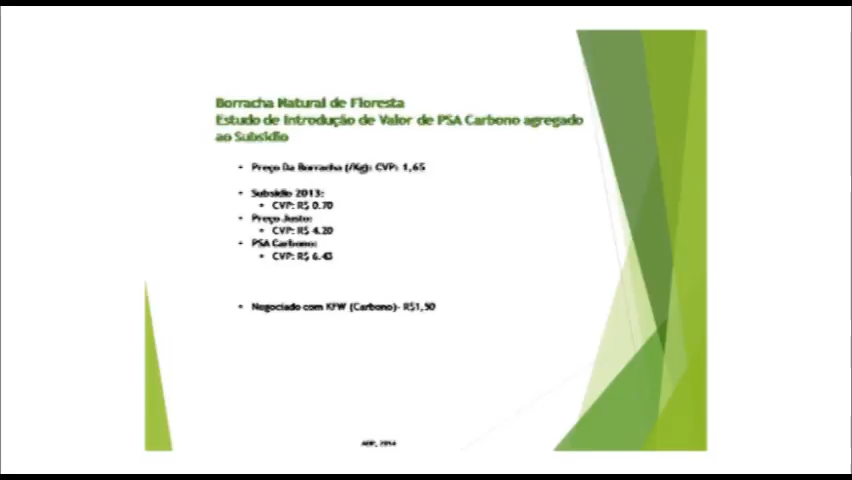 Borracha Natural de Floresta
Estudo de Introdução de Valor de PSA Carbono agregado
ao Subsídio
• Preço Da Borracha (/Kg): CVP: 1,65
• Subsídio 2013:
• CVP: R$ 0.70
• Preço Justo:
• CVP: R$ 4.20
• PSA Carbono:
• CVP: R$ 6.43
• Negociado com KFW (Carbono)- R$1,50
2014